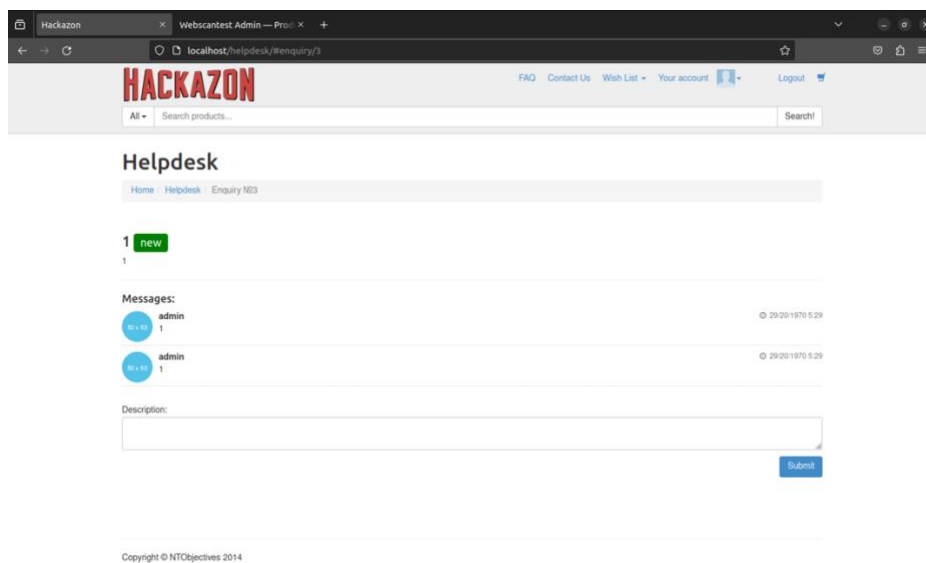 Hackazon
Webscantest Admin — Prod
localhost/helpdesk/#enquiry/3
HACKAZON
FAQ Contact Us Wish List Your account Logout
All Search products... Search!
Helpdesk
Home / Helpdesk / Enquiry №3
1 new
1
Messages:
admin 29/20/1970 5:29
1
admin 29/20/1970 5:29
1
Description:
Submit
Copyright © NTObjectives 2014